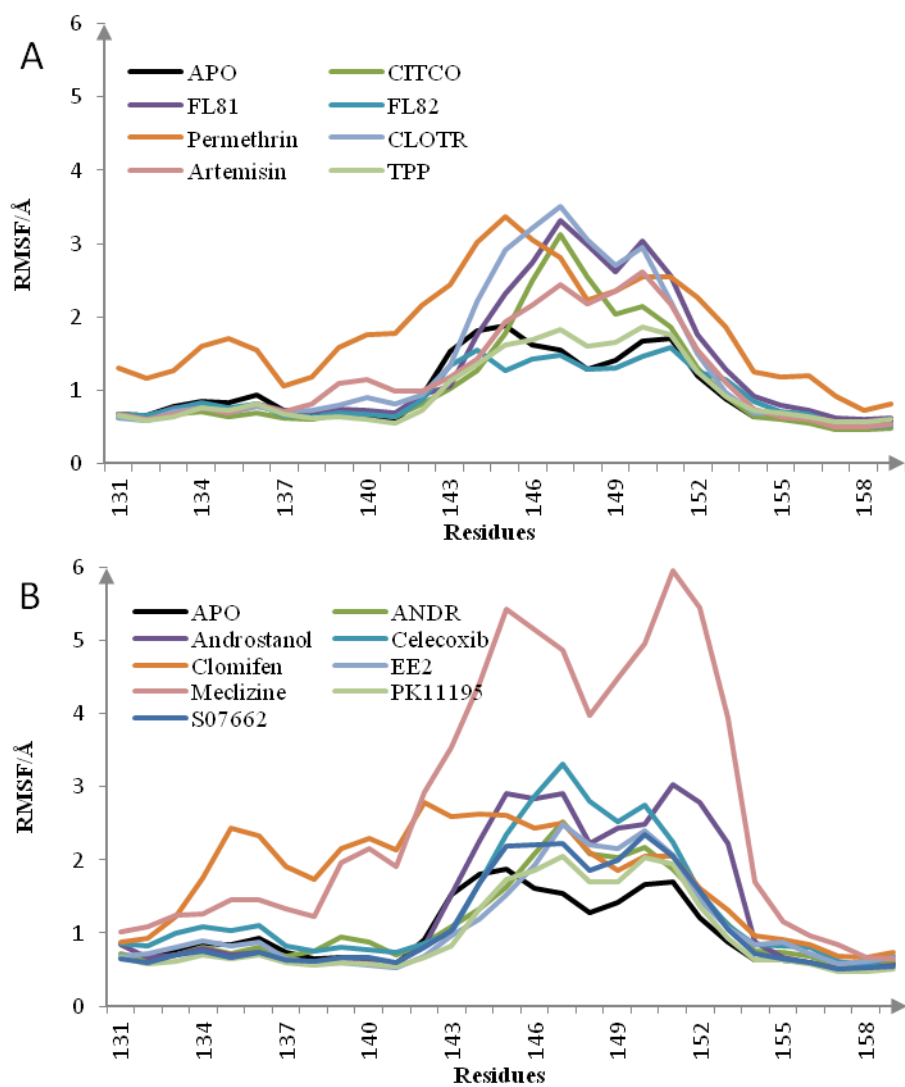 A
6
5
4
3
2
1
0
RMSF/Å
APO CITCO
FL81 FL82
Permethrin CLOTR
Artemisin TPP
131 134 137 140 143 146 149 152 155 158
Residues
B
6
5
4
3
2
1
0
RMSF/Å
APO ANDR
Androstanol Celecoxib
Clomifen EE2
Meclizine PK11195
S07662
131 134 137 140 143 146 149 152 155 158
Residues